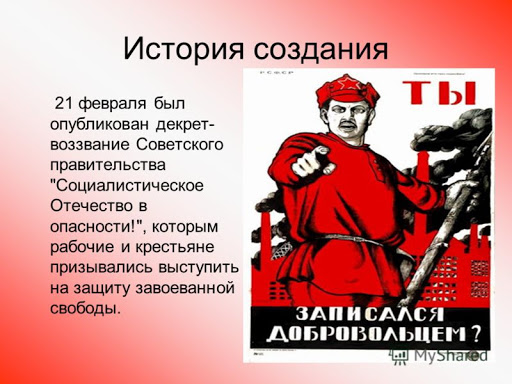 История создания
21 февраля был
опубликован декрет-
воззвание Советского
правительства
"Социалистическое
Отечество в
опасности!", которым
рабочие и крестьяне
призывались выступить
на защиту завоеванной
свободы.
Р.С.Ф.С.Р.
ТЫ
ЗАПИСАЛСЯ
ДОБРОВОЛЬЦЕМ?
MyShared